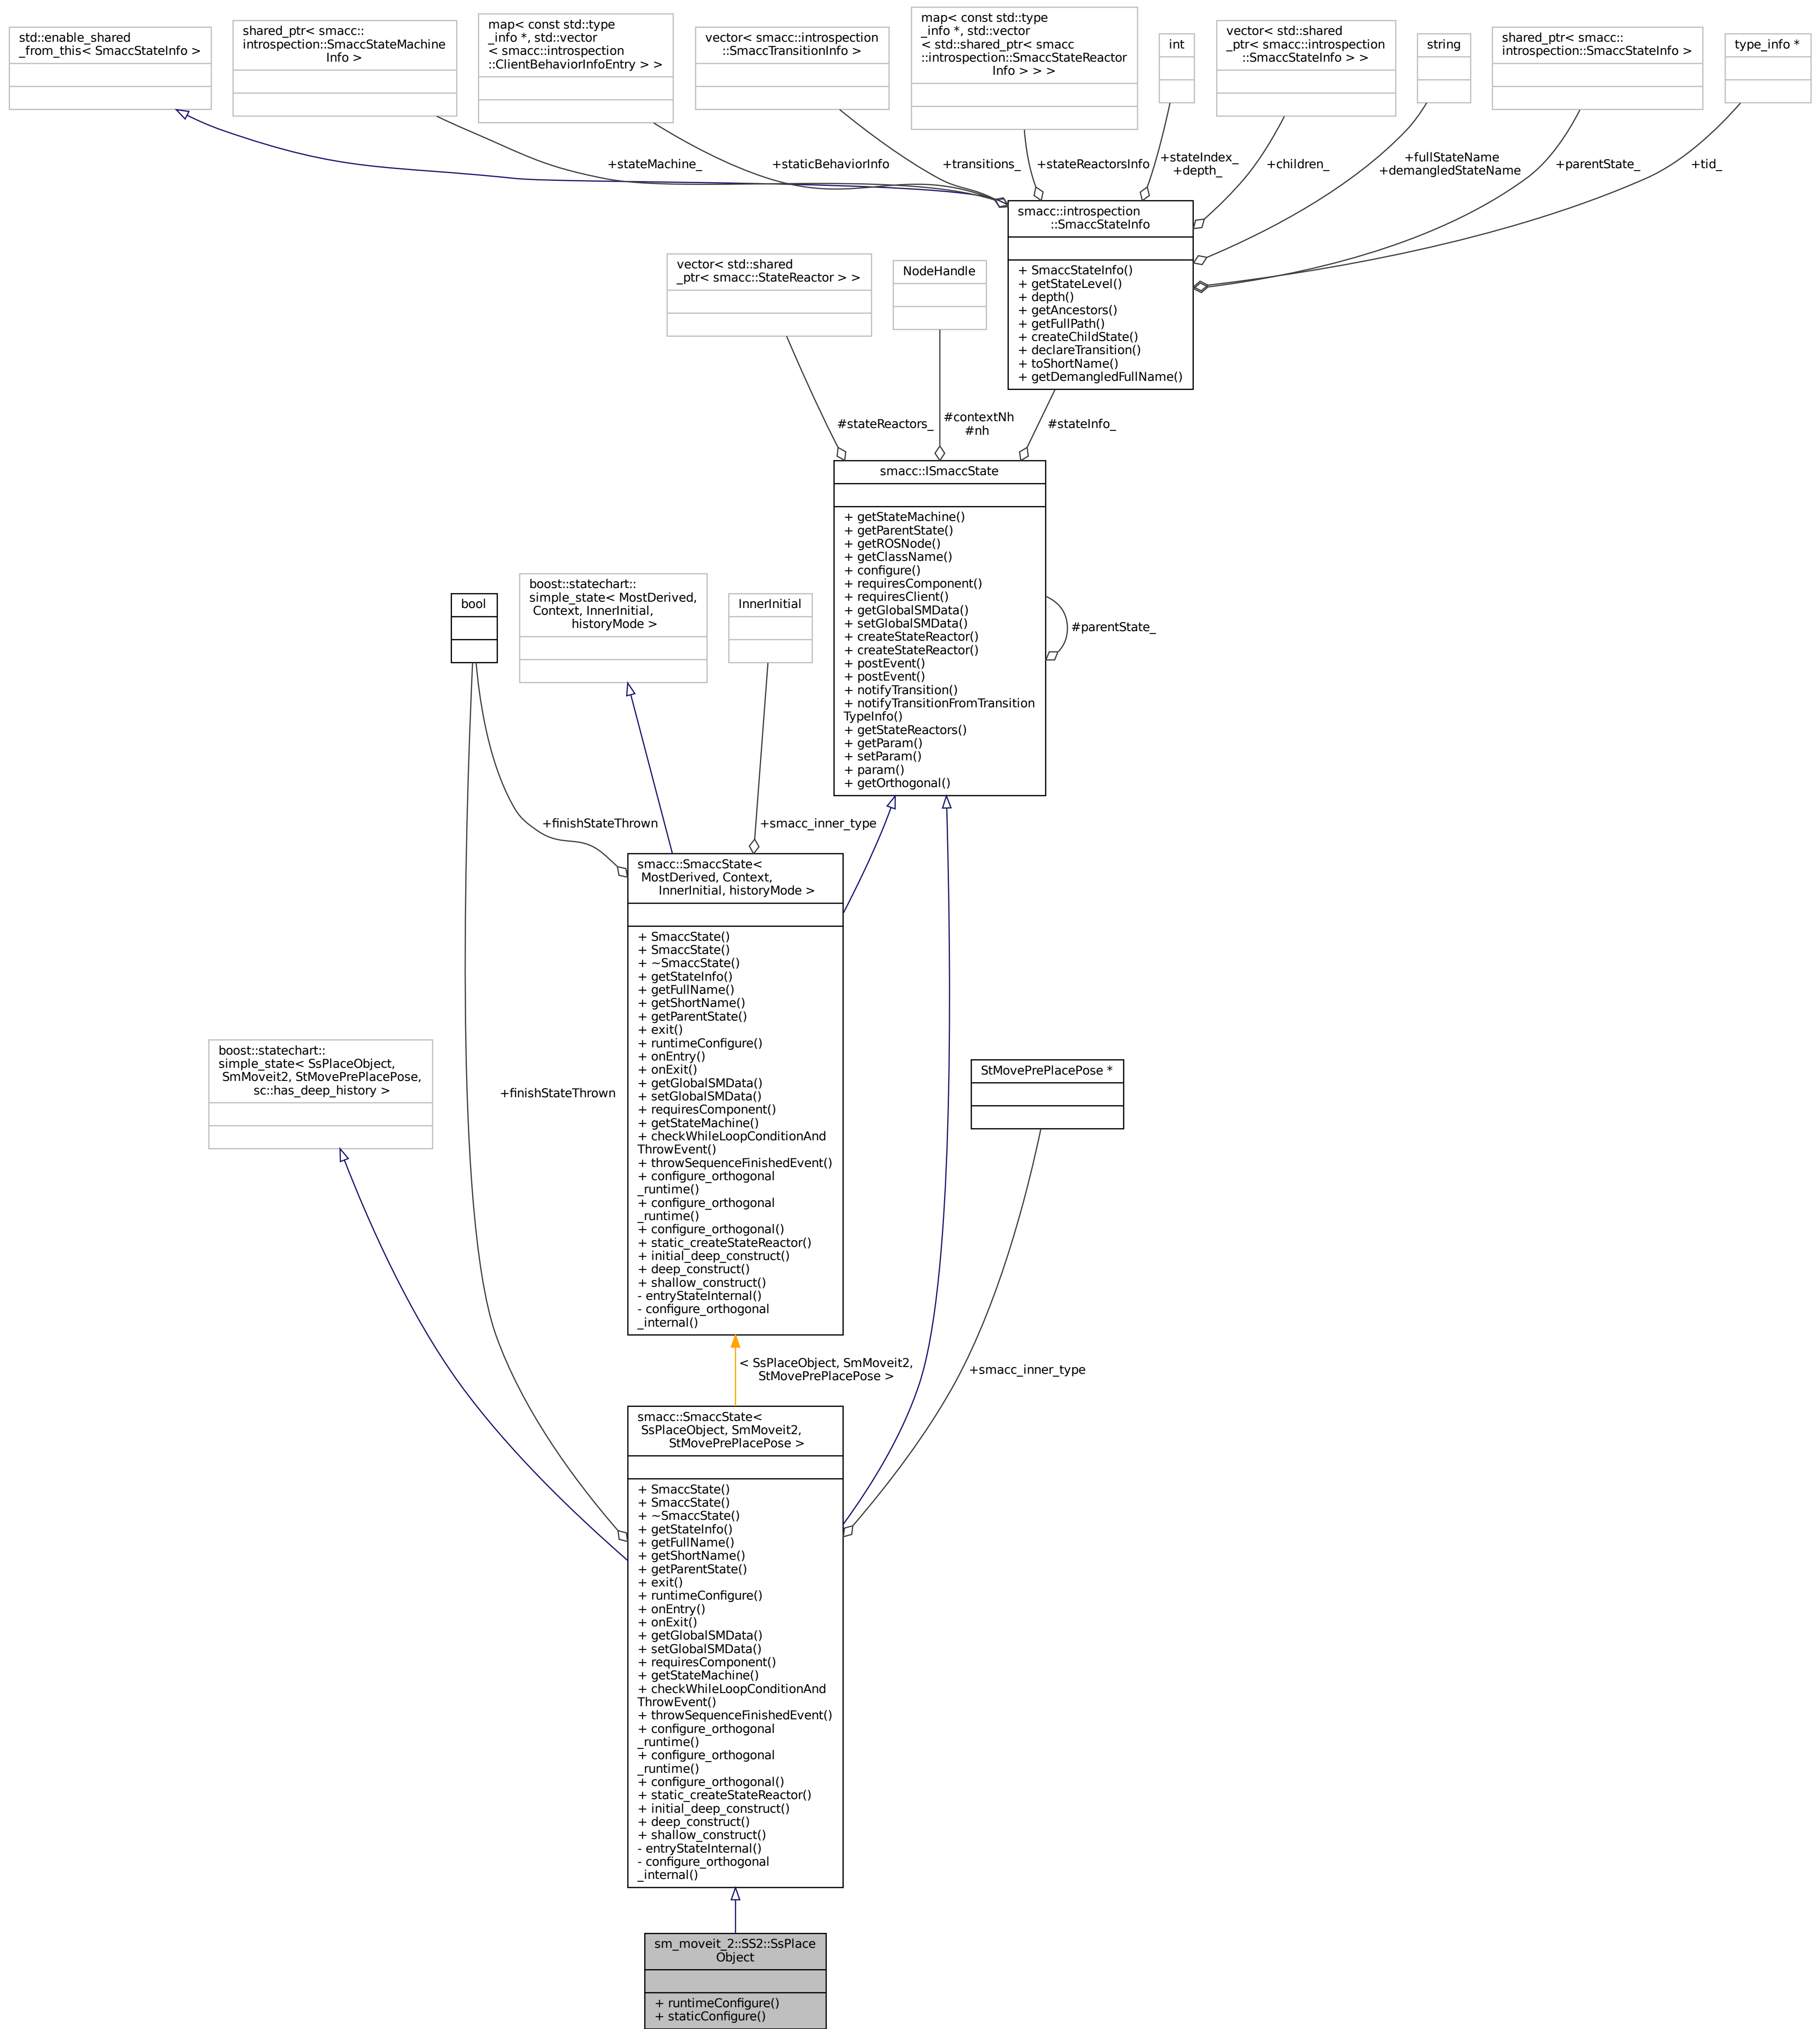 std::enable_shared
_from_this< SmaccStateInfo >
shared_ptr< smacc::
introspection::SmaccStateMachine
Info >
map< const std::type
_info *, std::vector
< smacc::introspection
::ClientBehaviorInfoEntry > >
vector< smacc::introspection
::SmaccTransitionInfo >
map< const std::type
_info *, std::vector
< std::shared_ptr< smacc
::introspection::SmaccStateReactor
Info > > >
int
vector< std::shared
_ptr< smacc::introspection
::SmaccStateInfo > >
string
shared_ptr< smacc::
introspection::SmaccStateInfo >
type_info *
+stateMachine_
+staticBehaviorInfo
+transitions_
+stateReactorsInfo
+stateIndex_
+depth_
+children_
+fullStateName
+demangledStateName
+parentState_
+tid_
smacc::introspection
::SmaccStateInfo
+ SmaccStateInfo()
+ getStateLevel()
+ depth()
+ getAncestors()
+ getFullPath()
+ createChildState()
+ declareTransition()
+ toShortName()
+ getDemangledFullName()
vector< std::shared
_ptr< smacc::StateReactor > >
NodeHandle
#stateReactors_
#contextNh
#nh
#stateInfo_
smacc::ISmaccState
+ getStateMachine()
+ getParentState()
+ getROSNode()
+ getClassName()
+ configure()
+ requiresComponent()
+ requiresClient()
+ getGlobalSMData()
+ setGlobalSMData()
+ createStateReactor()
+ createStateReactor()
+ postEvent()
+ postEvent()
+ notifyTransition()
+ notifyTransitionFromTransition
TypeInfo()
+ getStateReactors()
+ getParam()
+ setParam()
+ param()
+ getOrthogonal()
#parentState_
bool
boost::statechart::
simple_state< MostDerived,
Context, InnerInitial,
historyMode >
InnerInitial
+finishStateThrown
+smacc_inner_type
smacc::SmaccState<
MostDerived, Context,
InnerInitial, historyMode >
+ SmaccState()
+ SmaccState()
+ ~SmaccState()
+ getStateInfo()
+ getFullName()
+ getShortName()
+ getParentState()
+ exit()
+ runtimeConfigure()
+ onEntry()
+ onExit()
+ getGlobalSMData()
+ setGlobalSMData()
+ requiresComponent()
+ getStateMachine()
+ checkWhileLoopConditionAnd
ThrowEvent()
+ throwSequenceFinishedEvent()
+ configure_orthogonal
_runtime()
+ configure_orthogonal
_runtime()
+ configure_orthogonal()
+ static_createStateReactor()
+ initial_deep_construct()
+ deep_construct()
+ shallow_construct()
- entryStateInternal()
- configure_orthogonal
_internal()
boost::statechart::
simple_state< SsPlaceObject,
SmMoveit2, StMovePrePlacePose,
sc::has_deep_history >
+finishStateThrown
StMovePrePlacePose *
< SsPlaceObject, SmMoveit2,
StMovePrePlacePose >
+smacc_inner_type
smacc::SmaccState<
SsPlaceObject, SmMoveit2,
StMovePrePlacePose >
+ SmaccState()
+ SmaccState()
+ ~SmaccState()
+ getStateInfo()
+ getFullName()
+ getShortName()
+ getParentState()
+ exit()
+ runtimeConfigure()
+ onEntry()
+ onExit()
+ getGlobalSMData()
+ setGlobalSMData()
+ requiresComponent()
+ getStateMachine()
+ checkWhileLoopConditionAnd
ThrowEvent()
+ throwSequenceFinishedEvent()
+ configure_orthogonal
_runtime()
+ configure_orthogonal
_runtime()
+ configure_orthogonal()
+ static_createStateReactor()
+ initial_deep_construct()
+ deep_construct()
+ shallow_construct()
- entryStateInternal()
- configure_orthogonal
_internal()
sm_moveit_2::SS2::SsPlace
Object
+ runtimeConfigure()
+ staticConfigure()